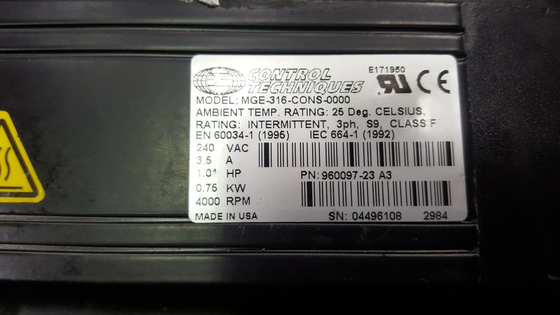 CONTROL
TECHNIQUES
E171950
MODEL: MGE-316-CONS-0000
AMBIENT TEMP. RATING: 25 Deg. CELSIUS,
RATING: INTERMITTENT, 3ph, S9, CLASS F
EN 60034-1 (1995) IEC 664-1 (1992)
240 VAC
3.5 A
1.01 HP
PN: 960097-23 A3
0.75 KW
4000 RPM
MADE IN USA
SN: 04496108 2984